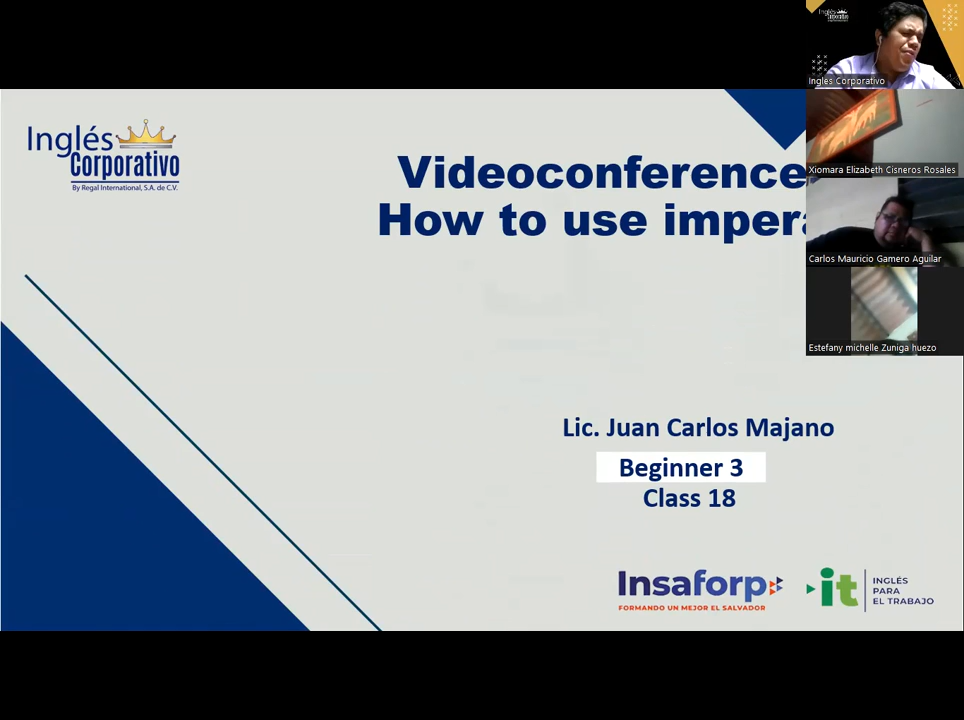 Inglés
Corporativo
By Regal International, S.A. de C.V.
Videoconference
How to use impera
Lic. Juan Carlos Majano
Beginner 3
Class 18
Insaforp
FORMANDO UN MEJOR EL SALVADOR
it
INGLÉS
PARA
EL TRABAJO
Inglés
Corporativo
Inglés Corporativo
Xiomara Elizabeth Cisneros Rosales
Carlos Mauricio Gamero Aguilar
Estefany michelle Zuniga huezo